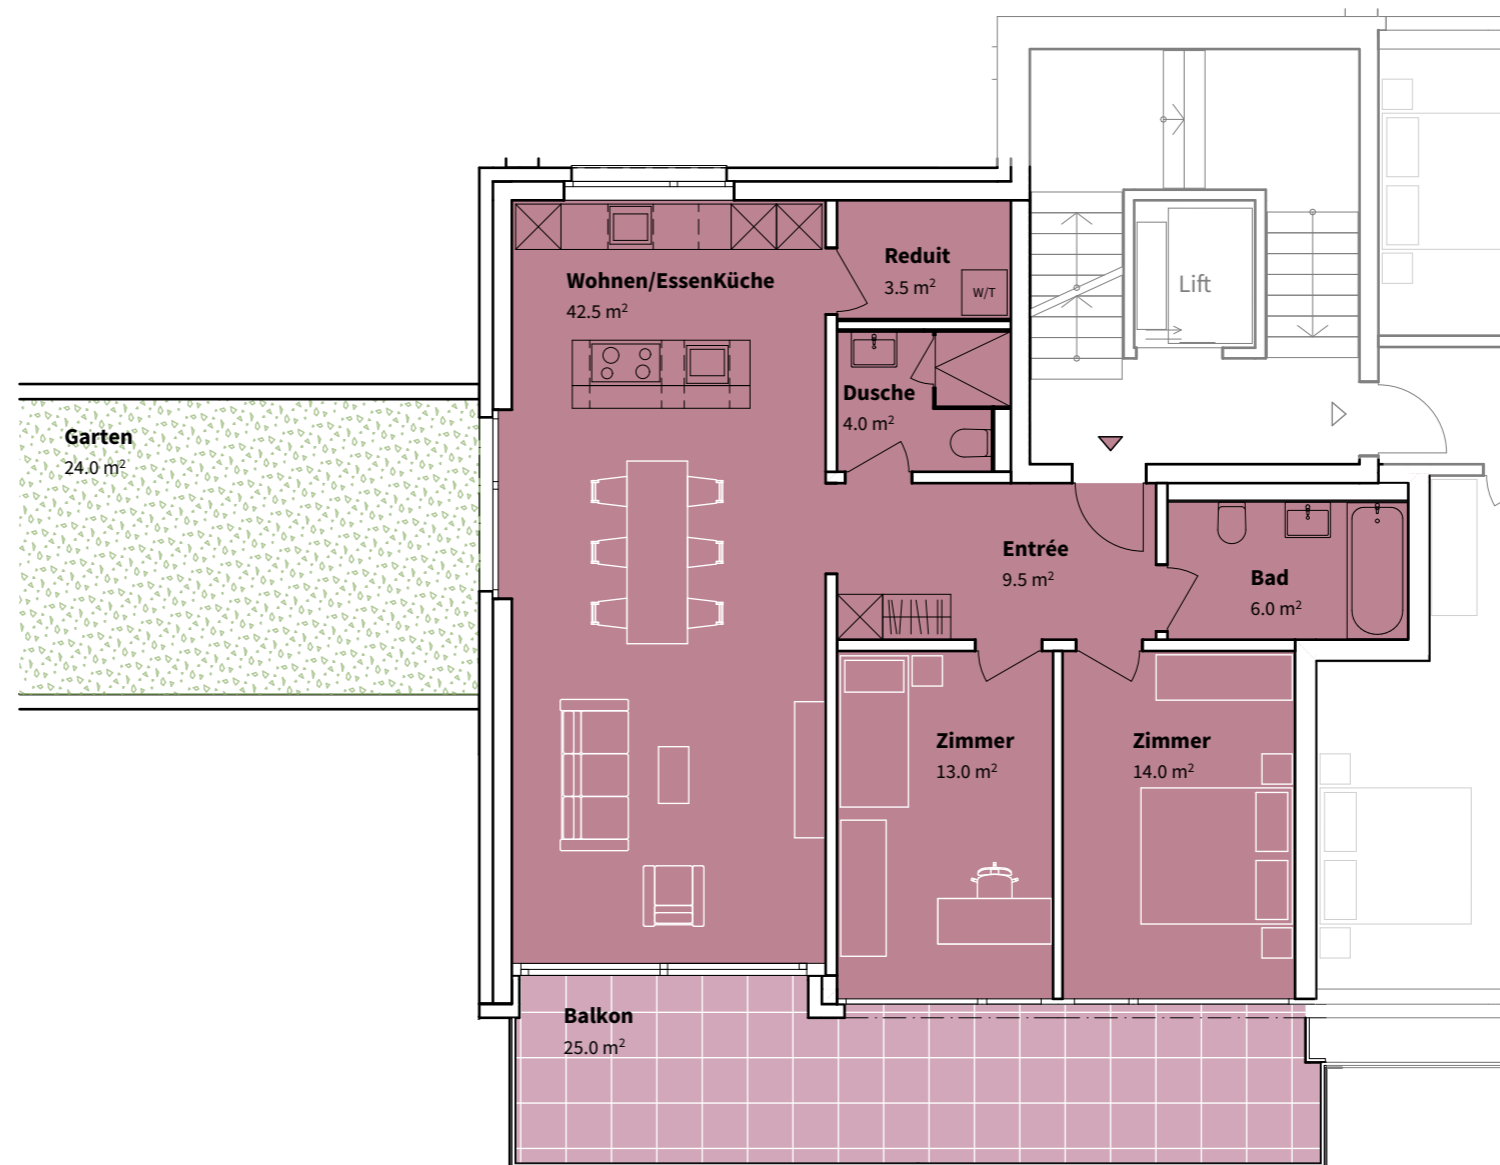 Reduit
3.5 m²
W/T
Lift
Wohnen/EssenKüche
42.5 m²
Dusche
4.0 m²
Garten
24.0 m²
Entrée
9.5 m²
Bad
6.0 m²
Zimmer
13.0 m²
Zimmer
14.0 m²
Balkon
25.0 m²